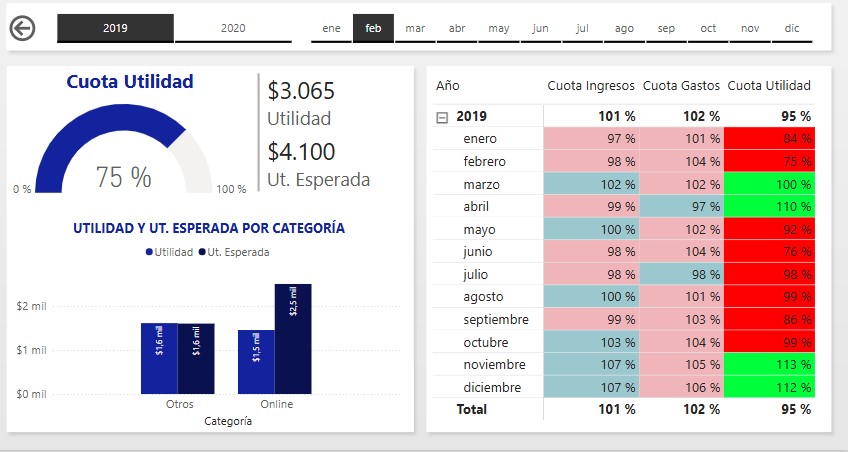 2019 2020 ene feb mar abr may jun jul ago sep oct nov dic
Cuota Utilidad
75 %
0 %
100 %
$3.065
Utilidad
$4.100
Ut. Esperada
UTILIDAD Y UT. ESPERADA POR CATEGORÍA
Utilidad Ut. Esperada
$2 mil
$1 mil
$0 mil
$1,6 mil
$1,6 mil
$1,5 mil
$2,5 mil
Otros Online
Categoría
Año Cuota Ingresos Cuota Gastos Cuota Utilidad
2019 101 % 102 % 95 %
enero 97 % 101 % 84 %
febrero 98 % 104 % 75 %
marzo 102 % 102 % 100 %
abril 99 % 97 % 110 %
mayo 100 % 102 % 92 %
junio 98 % 104 % 76 %
julio 98 % 98 % 98 %
agosto 100 % 101 % 99 %
septiembre 99 % 103 % 86 %
octubre 103 % 104 % 99 %
noviembre 107 % 105 % 113 %
diciembre 107 % 106 % 112 %
Total 101 % 102 % 95 %